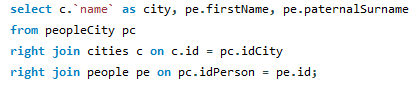 select c.`name` as city, pe.firstName, pe.paternalSurname
from peopleCity pc
right join cities c on c.id = pc.idCity
right join people pe on pc.idPerson = pe.id;